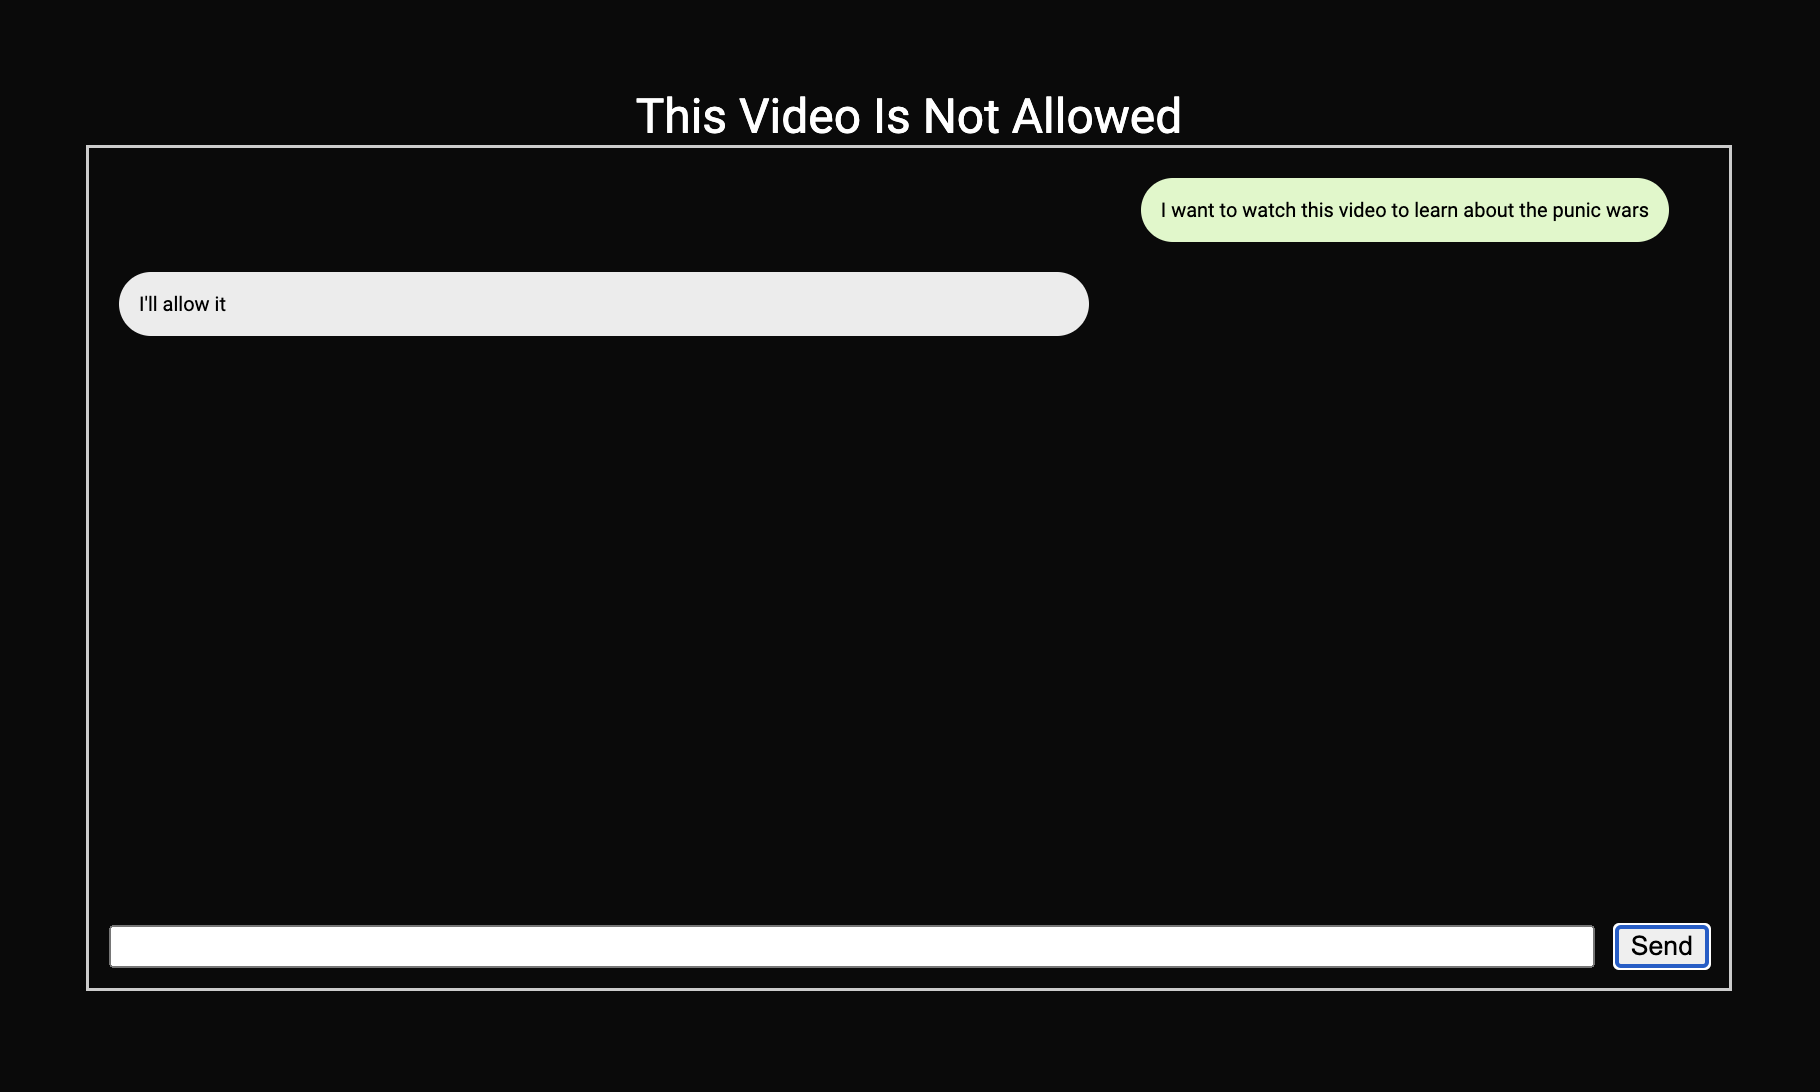 This Video Is Not Allowed
I want to watch this video to learn about the punic wars
I'll allow it
Send